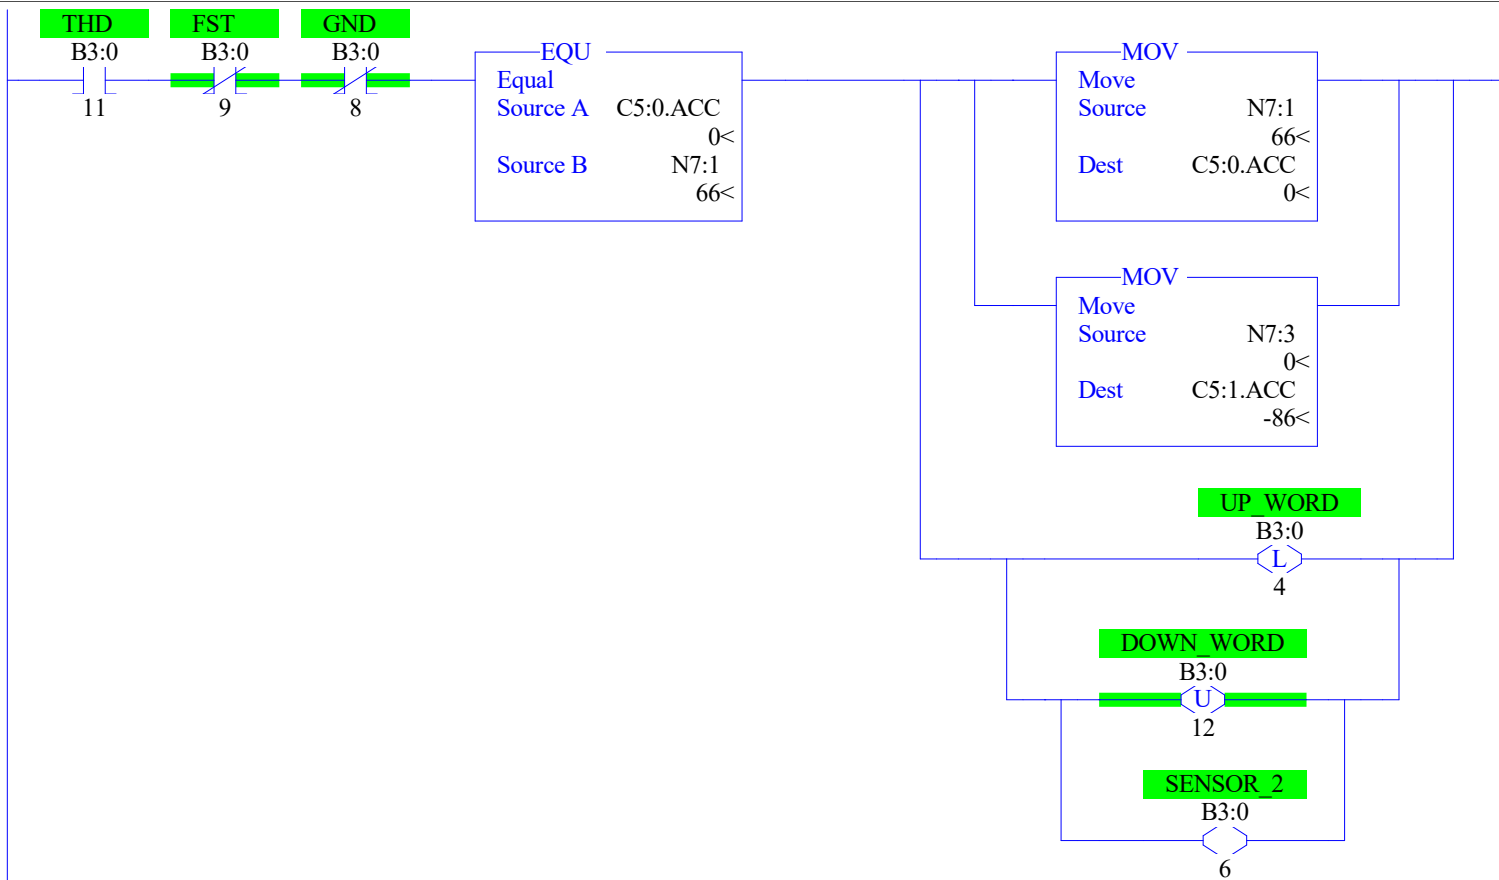 THD FST GND
B3:0 B3:0 B3:0
11 9 8
EQU
Equal
Source A C5:0.ACC
0<
Source B N7:1
66<
MOV
Move
Source N7:1
66<
Dest C5:0.ACC
0<
MOV
Move
Source N7:3
0<
Dest C5:1.ACC
-86<
UP_WORD
B3:0
L
4
DOWN_WORD
B3:0
U
12
SENSOR_2
B3:0
6